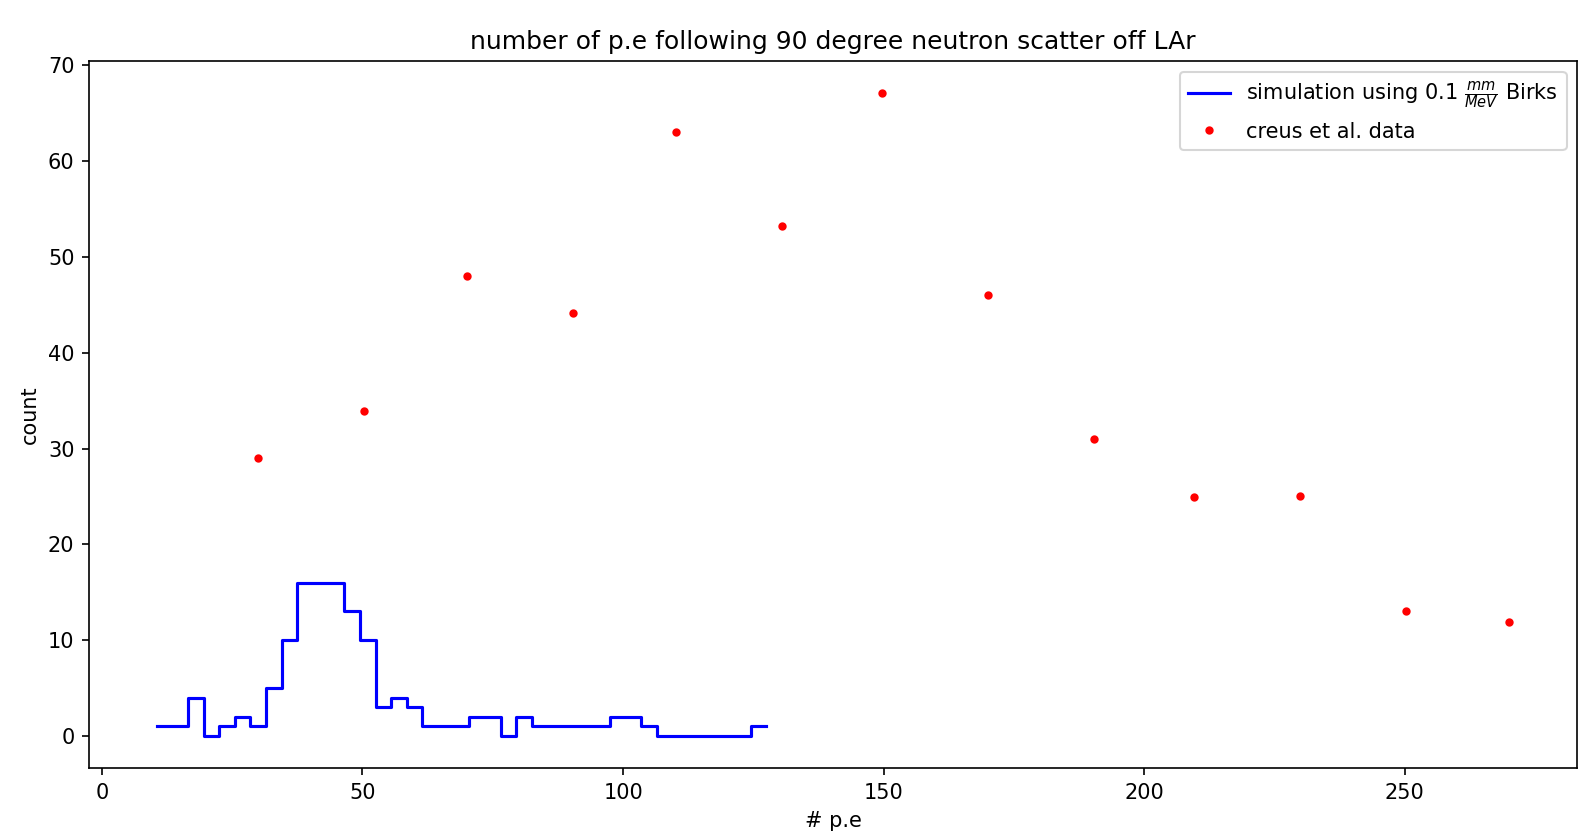 number of p.e following 90 degree neutron scatter off LAr
simulation using 0.1 mm/MeV Birks
creus et al. data
count
70
60
50
40
30
20
10
0
0 50 100 150 200 250
# p.e